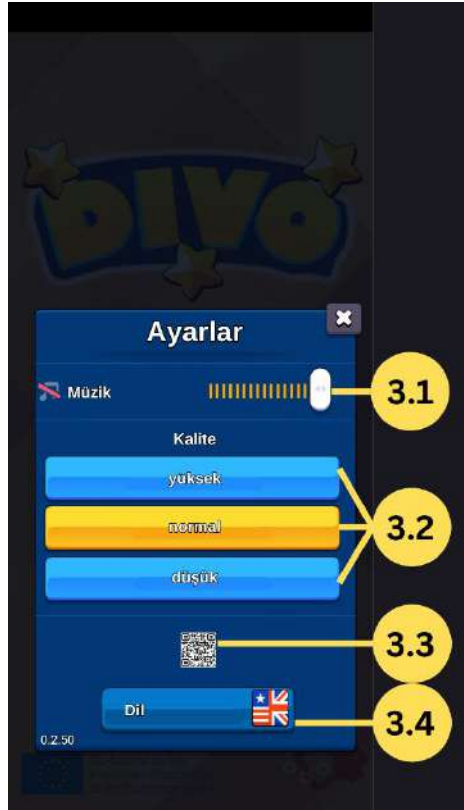 DIVO
Ayarlar
Müzik
3.1
Kalite
yüksek
normal
3.2
düşük
3.3
Dil
3.4
0.2.50